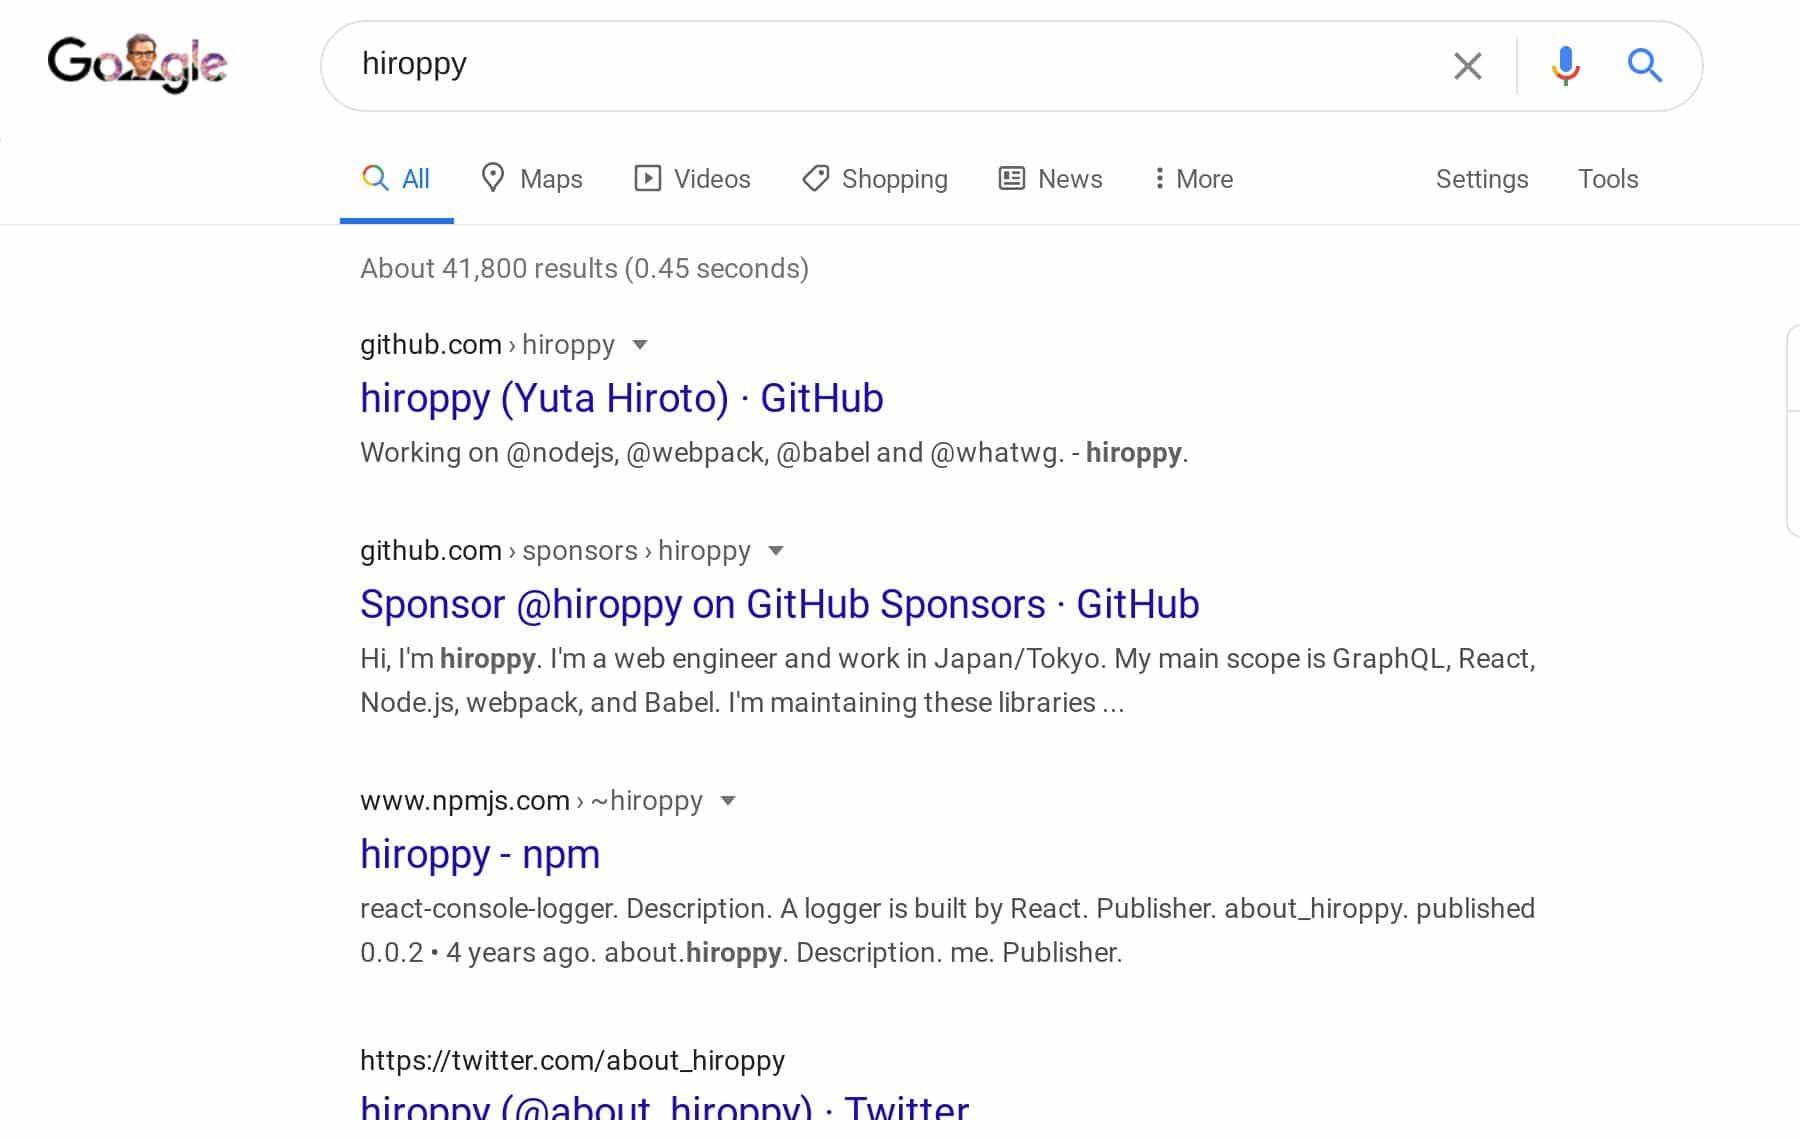 Google
hiroppy
All Maps Videos Shopping News More Settings Tools
About 41,800 results (0.45 seconds)
github.com › hiroppy
hiroppy (Yuta Hiroto) · GitHub
Working on @nodejs, @webpack, @babel and @whatwg. - hiroppy.
github.com › sponsors › hiroppy
Sponsor @hiroppy on GitHub Sponsors · GitHub
Hi, I'm hiroppy. I'm a web engineer and work in Japan/Tokyo. My main scope is GraphQL, React,
Node.js, webpack, and Babel. I'm maintaining these libraries ...
www.npmjs.com › ~hiroppy
hiroppy - npm
react-console-logger. Description. A logger is built by React. Publisher. about_hiroppy. published
0.0.2 • 4 years ago. about.hiroppy. Description. me. Publisher.
https://twitter.com/about_hiroppy
hiroppy (@about_hiroppy) · Twitter